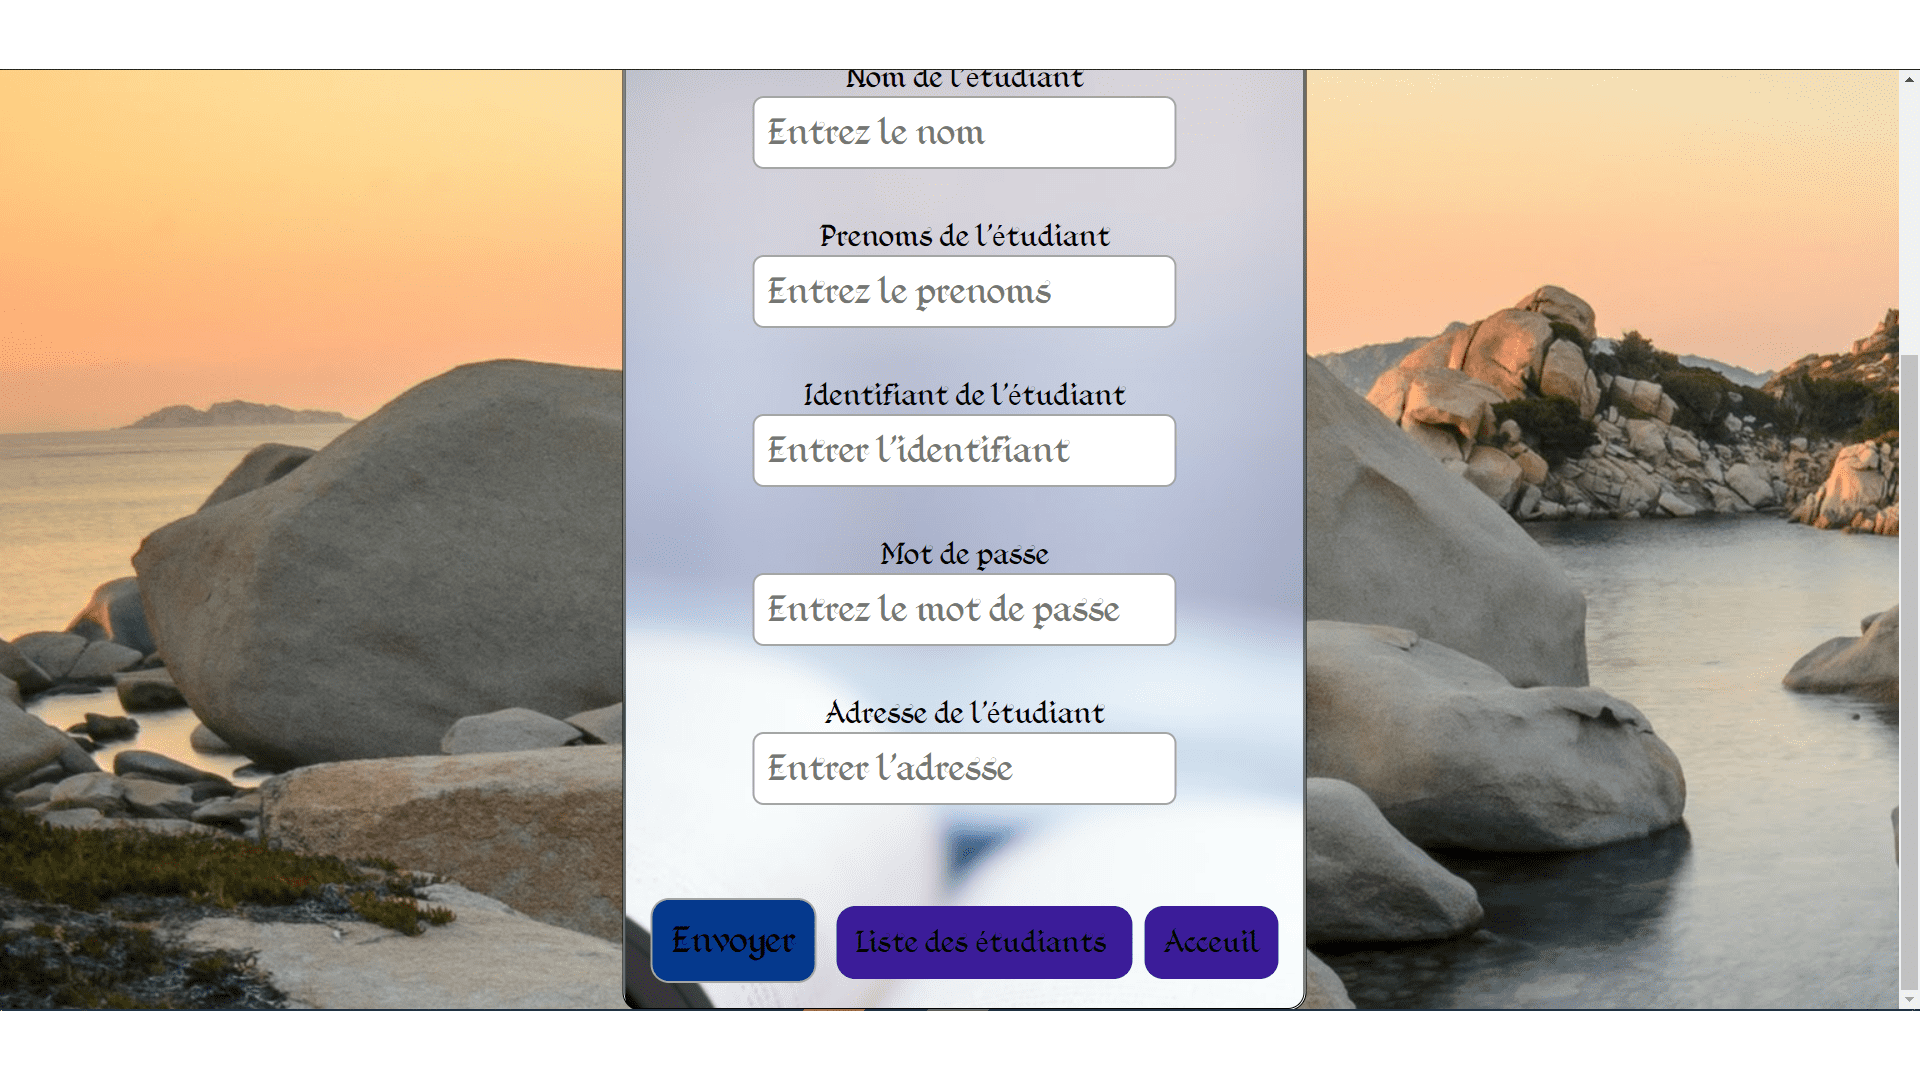 Nom de l'étudiant
Entrez le nom
Prenoms de l'étudiant
Entrez le prenoms
Identifiant de l'étudiant
Entrer l'identifiant
Mot de passe
Entrez le mot de passe
Adresse de l'étudiant
Entrer l'adresse
Envoyer
Liste des étudiants
Acceuil